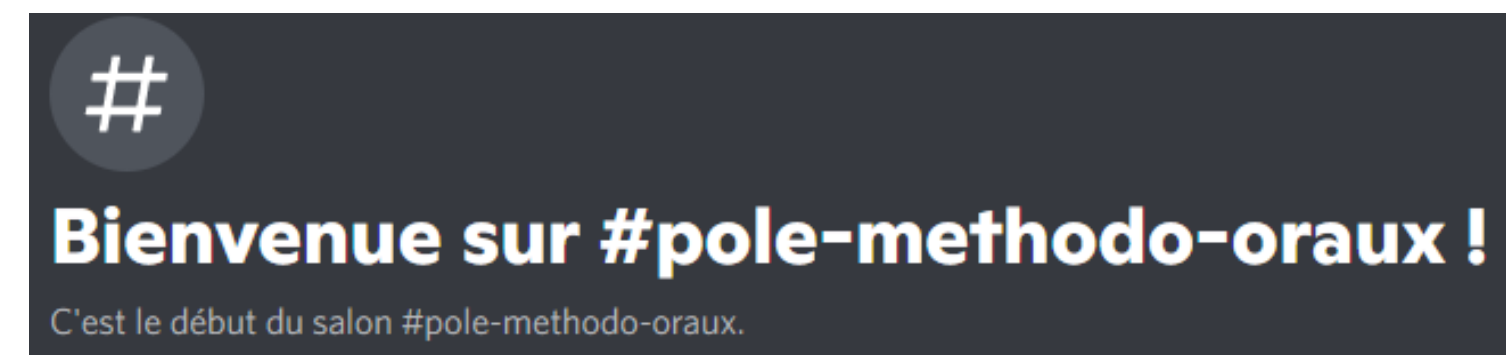 #
Bienvenue sur #pole-methodo-oraux !
C'est le début du salon #pole-methodo-oraux.